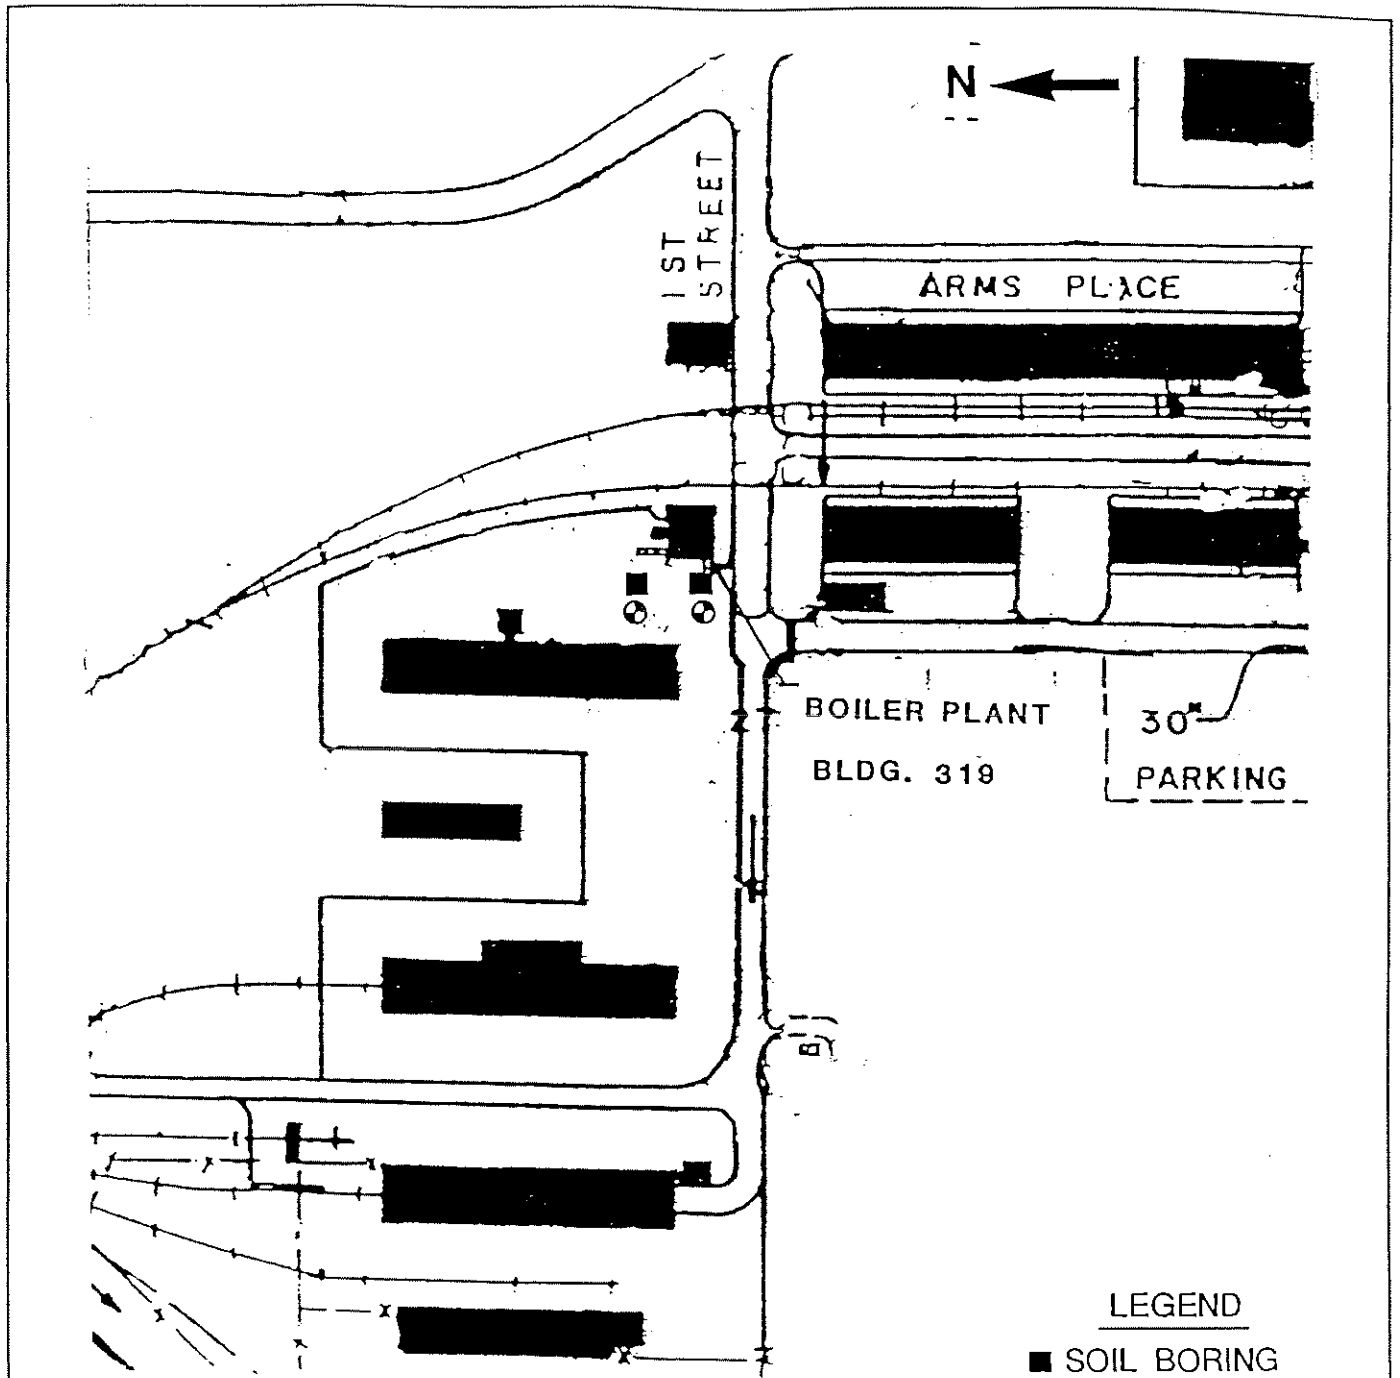 N
1ST
STREET
ARMS PLACE
BOILER PLANT
30"
BLDG. 319
PARKING
B
LEGEND
SOIL BORING